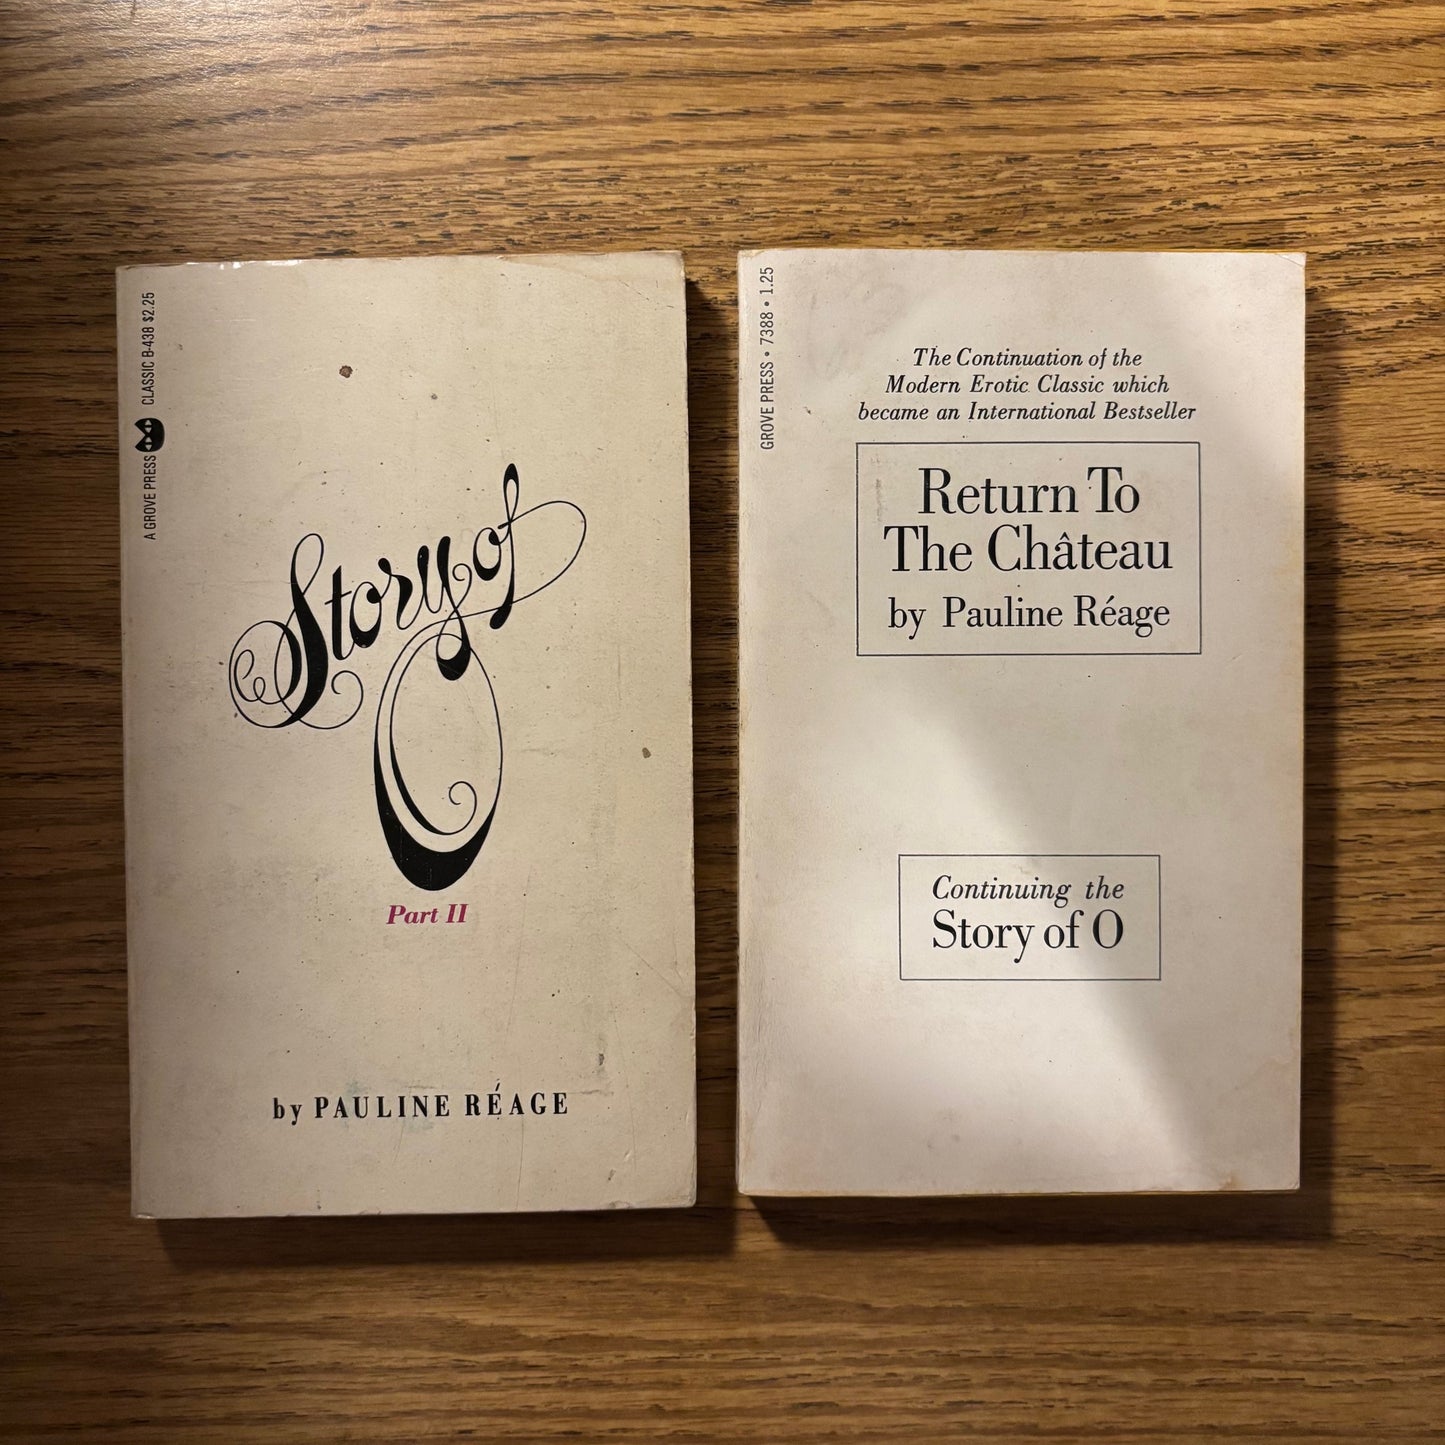 A GROVE PRESS CLASSIC B-438 $2.25
Story of
O
Part II
by PAULINE RÉAGE
GROVE PRESS • 7388 • 1.25
The Continuation of the
Modern Erotic Classic which
became an International Bestseller
Return To
The Château
by Pauline Réage
Continuing the
Story of O